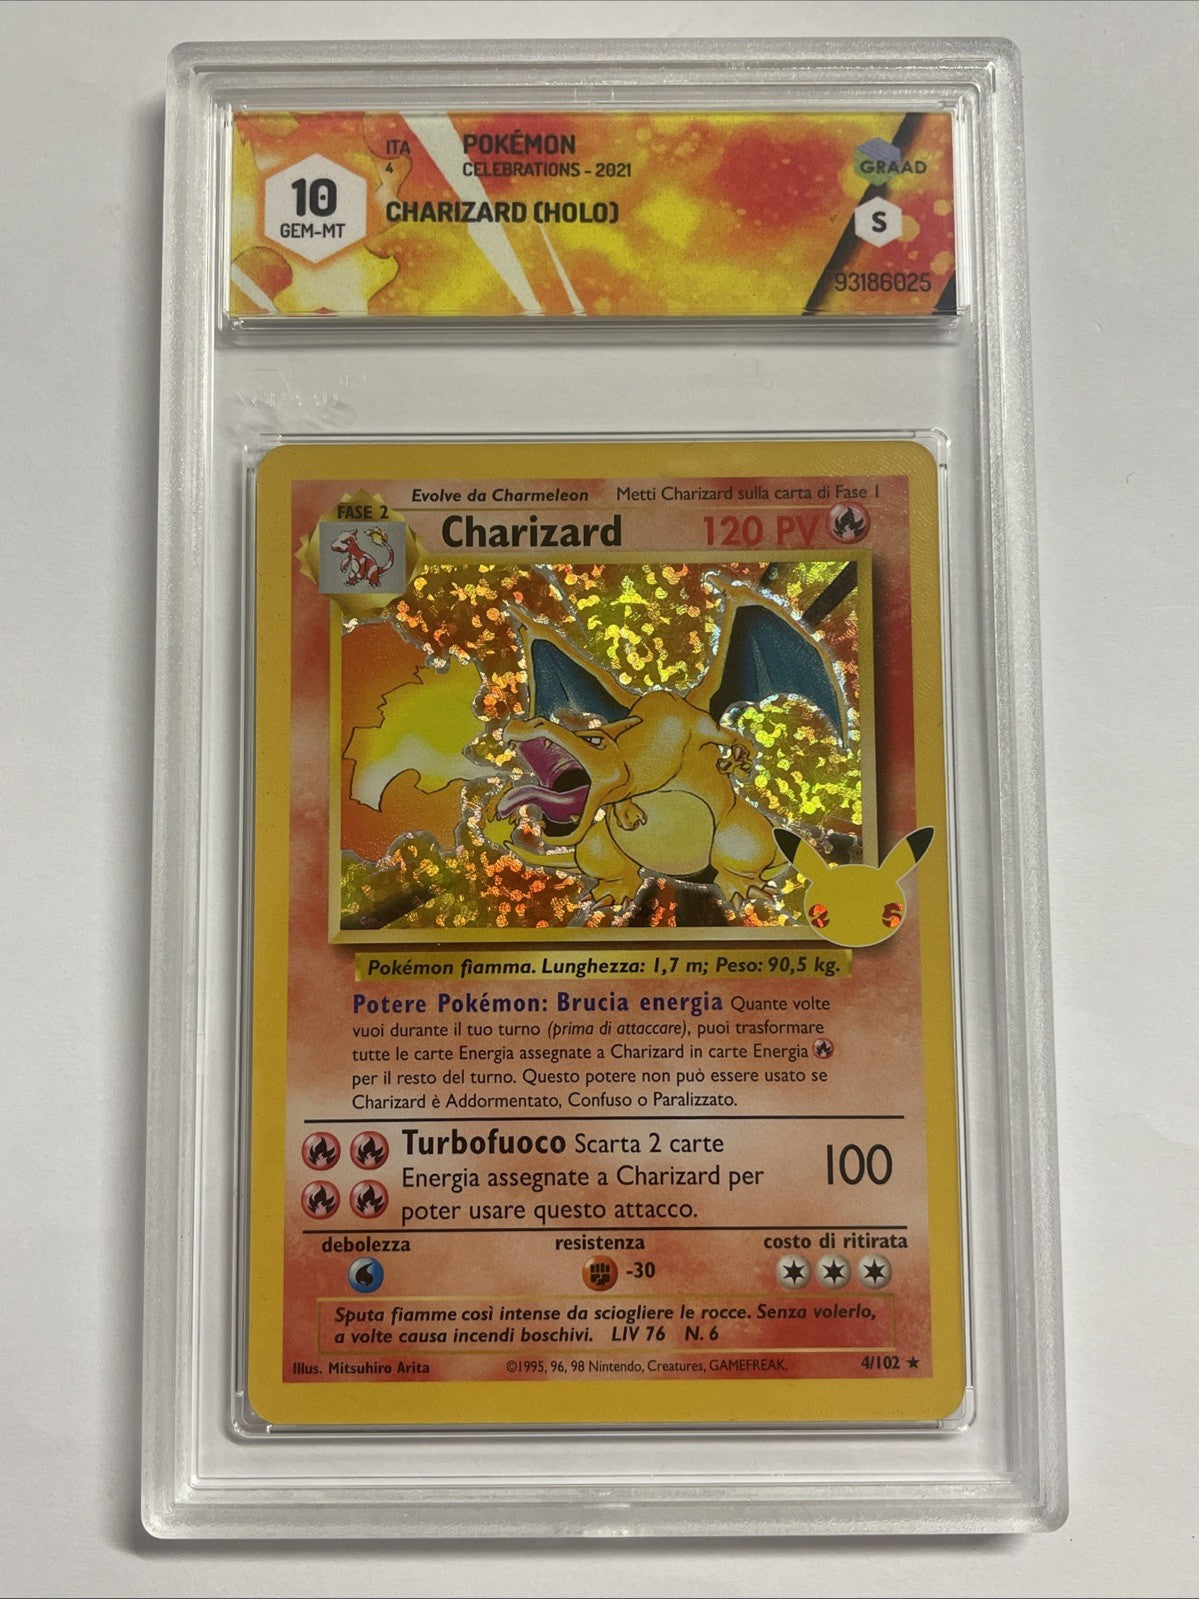 ITA POKÉMON
4 CELEBRATIONS - 2021
CHARIZARD (HOLO)
10
GEM-MT
GRAAD
S
93186025
Evolve da Charmeleon Metti Charizard sulla carta di Fase 1
FASE 2
Charizard 120 PV
Pokémon fiamma. Lunghezza: 1,7 m; Peso: 90,5 kg.
Potere Pokémon: Brucia energia Quante volte
vuoi durante il tuo turno (prima di attaccare), puoi trasformare
tutte le carte Energia assegnate a Charizard in carte Energia
per il resto del turno. Questo potere non può essere usato se
Charizard è Addormentato, Confuso o Paralizzato.
Turbofuoco Scarta 2 carte
Energia assegnate a Charizard per
poter usare questo attacco.
100
debolezza resistenza costo di ritirata
-30
Sputa fiamme così intense da sciogliere le rocce. Senza volerlo,
a volte causa incendi boschivi. LIV 76 N. 6
Illus. Mitsuhiro Arita ©1995, 96, 98 Nintendo, Creatures, GAMEFREAK. 4/102 ★